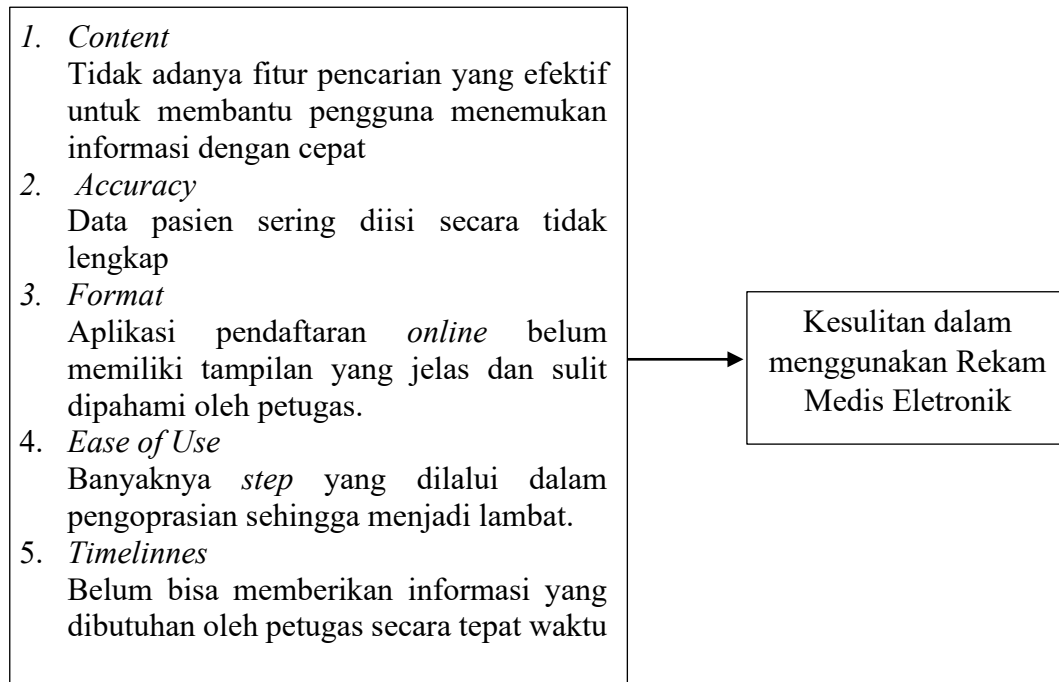 1. Content
Tidak adanya fitur pencarian yang efektif
untuk membantu pengguna menemukan
informasi dengan cepat
2. Accuracy
Data pasien sering diisi secara tidak
lengkap
3. Format
Aplikasi pendaftaran online belum
memiliki tampilan yang jelas dan sulit
dipahami oleh petugas.
4. Ease of Use
Banyaknya step yang dilalui dalam
pengoprasian sehingga menjadi lambat.
5. Timelinnes
Belum bisa memberikan informasi yang
dibutuhan oleh petugas secara tepat waktu
Kesulitan dalam
menggunakan Rekam
Medis Eletronik